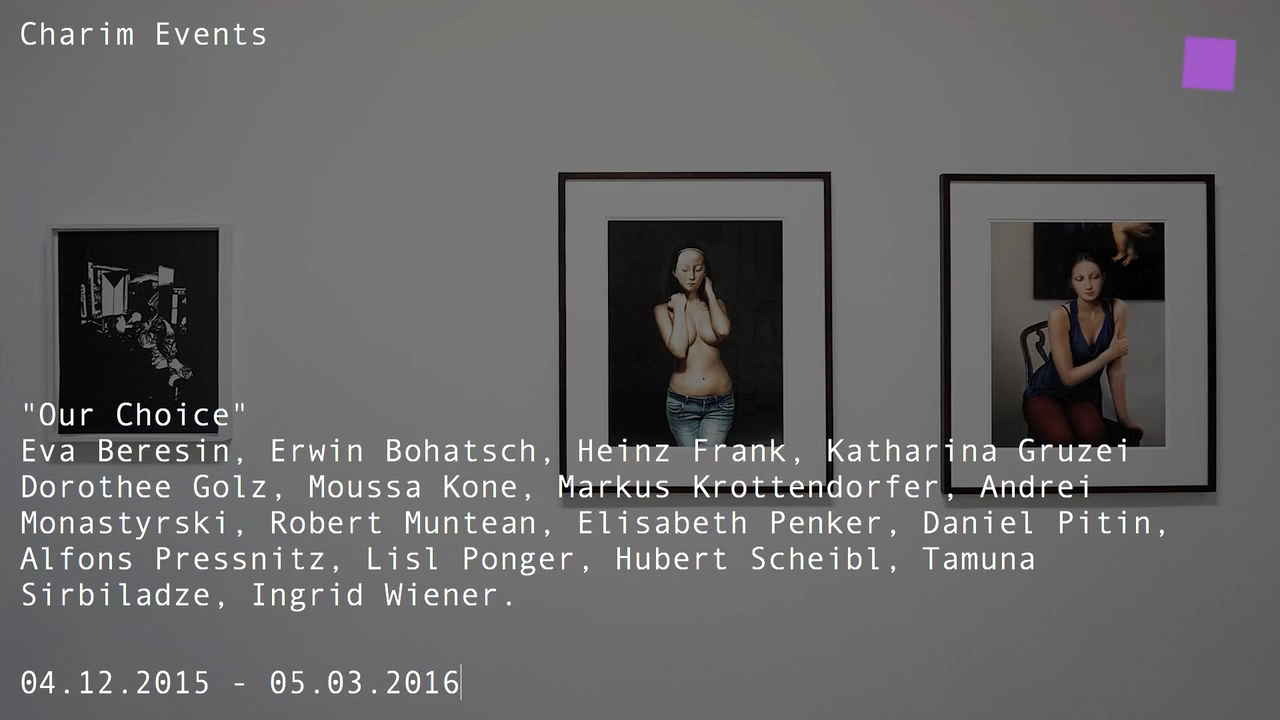 Charim Events
"Our Choice"
Eva Beresin, Erwin Bohatsch, Heinz Frank, Katharina Gruzei
Dorothee Golz, Moussa Kone, Markus Krottendorfer, Andrei
Monastyrski, Robert Muntean, Elisabeth Penker, Daniel Pitin,
Alfons Pressnitz, Lisl Ponger, Hubert Scheibl, Tamuna
Sirbiladze, Ingrid Wiener.
04.12.2015 - 05.03.2016